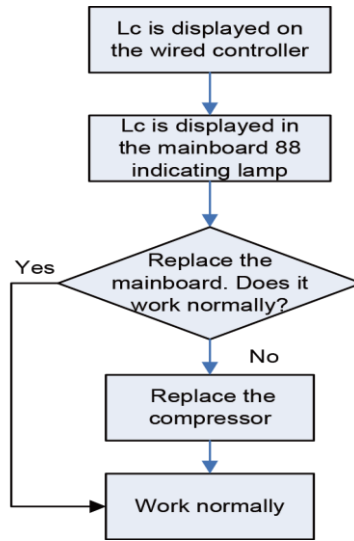 Lc is displayed on
the wired controller
Lc is displayed in
the mainboard 88
indicating lamp
Yes
Replace the
mainboard. Does it
work normally?
No
Replace the
compressor
Work normally